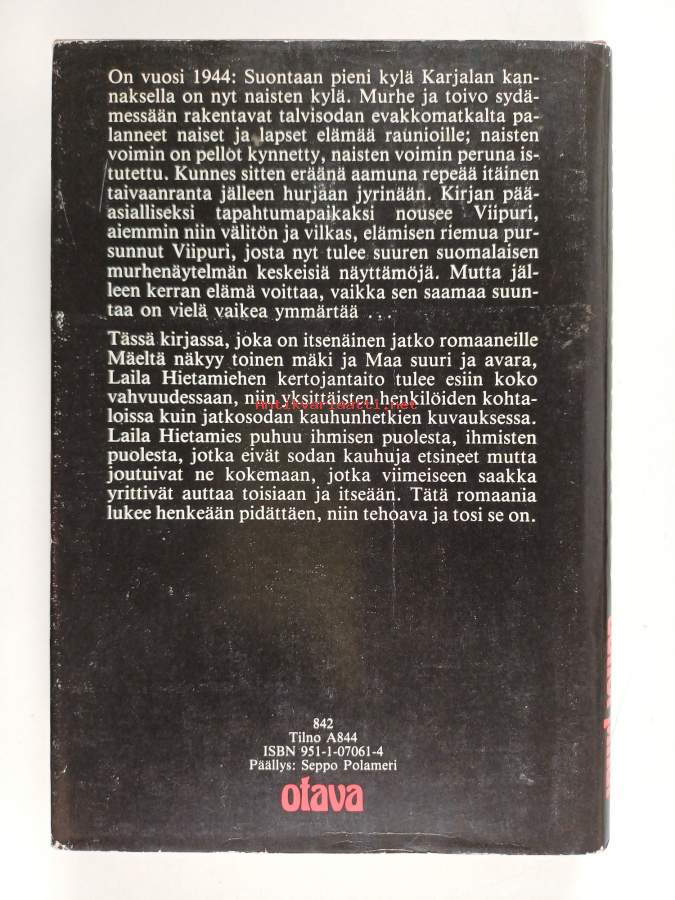 On vuosi 1944: Suontaan pieni kylä Karjalan kan-
naksella on nyt naisten kylä. Murhe ja toivo sydä-
messään rakentavat talvisodan evakkomatkalta pa-
lanneet naiset ja lapset elämää raunioille; naisten
voimin on pellot kynnetty, naisten voimin peruna is-
tutettu. Kunnes sitten eräänä aamuna repeää itäinen
taivaanranta jälleen hurjaan jyrinään. Kirjan pää-
asialliseksi tapahtumapaikaksi nousee Viipuri,
aiemmin niin välitön ja vilkas, elämisen riemua pur-
sunnut Viipuri, josta nyt tulee suuren suomalaisen
murhenäytelmän keskeisiä näyttämöjä. Mutta jäl-
leen kerran elämä voittaa, vaikka sen saamaa suun-
taa on vielä vaikea ymmärtää ...
Tässä kirjassa, joka on itsenäinen jatko romaaneille
Mäeltä näkyy toinen mäki ja Maa suuri ja avara,
Laila Hietamiehen kertojantaito tulee esiin koko
vahvuudessaan, niin yksittäisten henkilöiden kohta-
Antikvariaatti.net
loissa kuin jatkosodan kauhunhetkien kuvauksessa.
Laila Hietamies puhuu ihmisen puolesta, ihmisten
puolesta, jotka eivät sodan kauhuja etsineet mutta
joutuivat ne kokemaan, jotka viimeiseen saakka
yrittivät auttaa toisiaan ja itseään. Tätä romaania
lukee henkeään pidättäen, niin tehoava ja tosi se on.
842
Tilno A844
ISBN 951-1-07061-4
Päällys: Seppo Polameri
otava